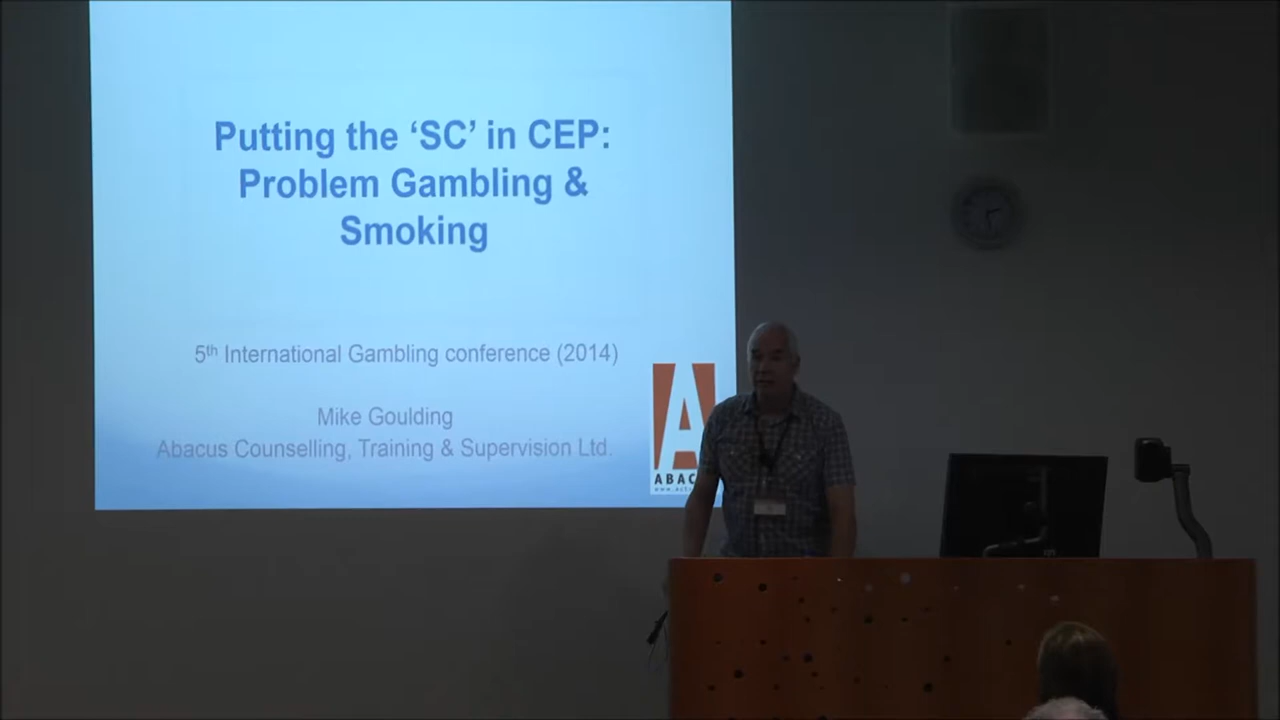 Putting the ‘SC’ in CEP:
Problem Gambling &
Smoking
5th International Gambling conference (2014)
Mike Goulding
Abacus Counselling, Training & Supervision Ltd.
A